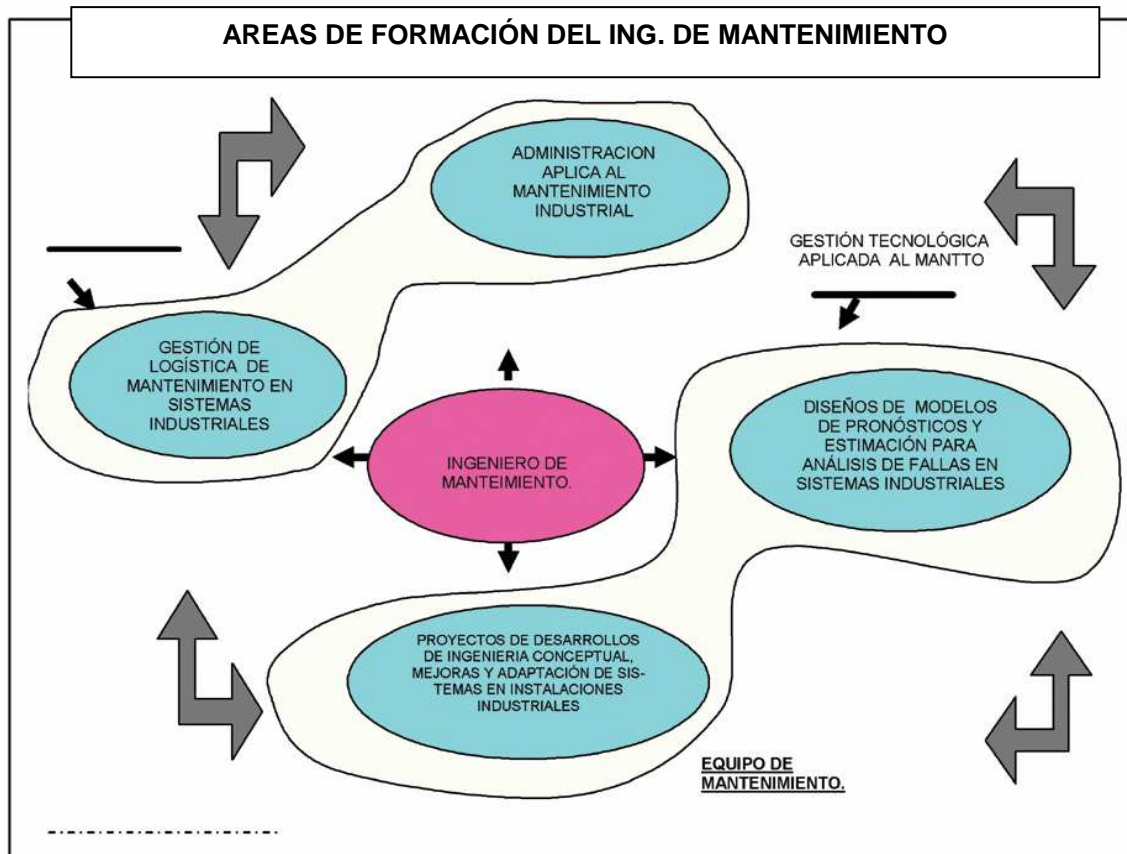 AREAS DE FORMACIÓN DEL ING. DE MANTENIMIENTO
ADMINISTRACION
APLICA AL
MANTENIMIENTO
INDUSTRIAL
GESTIÓN TECNOLÓGICA
APLICADA AL MANTTO
GESTIÓN DE
LOGÍSTICA DE
MANTENIMIENTO EN
SISTEMAS
INDUSTRIALES
DISEÑOS DE MODELOS
DE PRONÓSTICOS Y
ESTIMACIÓN PARA
ANÁLISIS DE FALLAS EN
SISTEMAS INDUSTRIALES
INGENIERO DE
MANTEIMIENTO.
PROYECTOS DE DESARROLLOS
DE INGENIERIA CONCEPTUAL,
MEJORAS Y ADAPTACIÓN DE SIS-
TEMAS EN INSTALACIONES
INDUSTRIALES
EQUIPO DE
MANTENIMIENTO.